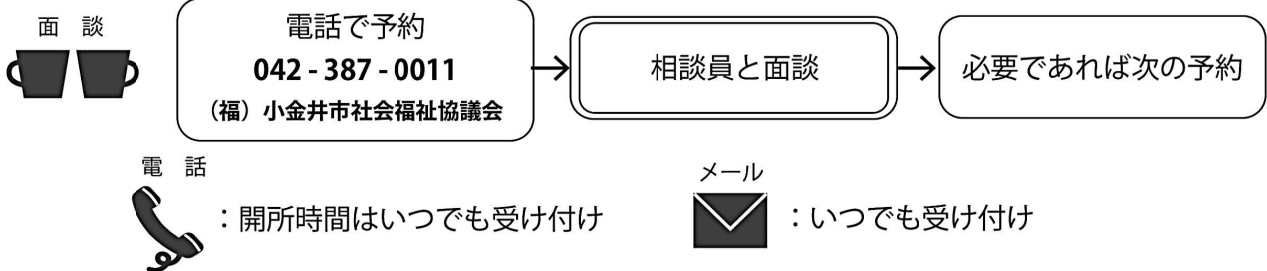 面　談
電話で予約
042 - 387 - 0011
（福）小金井市社会福祉協議会
相談員と面談
必要であれば次の予約
電　話
：開所時間はいつでも受け付け
メール
：いつでも受け付け